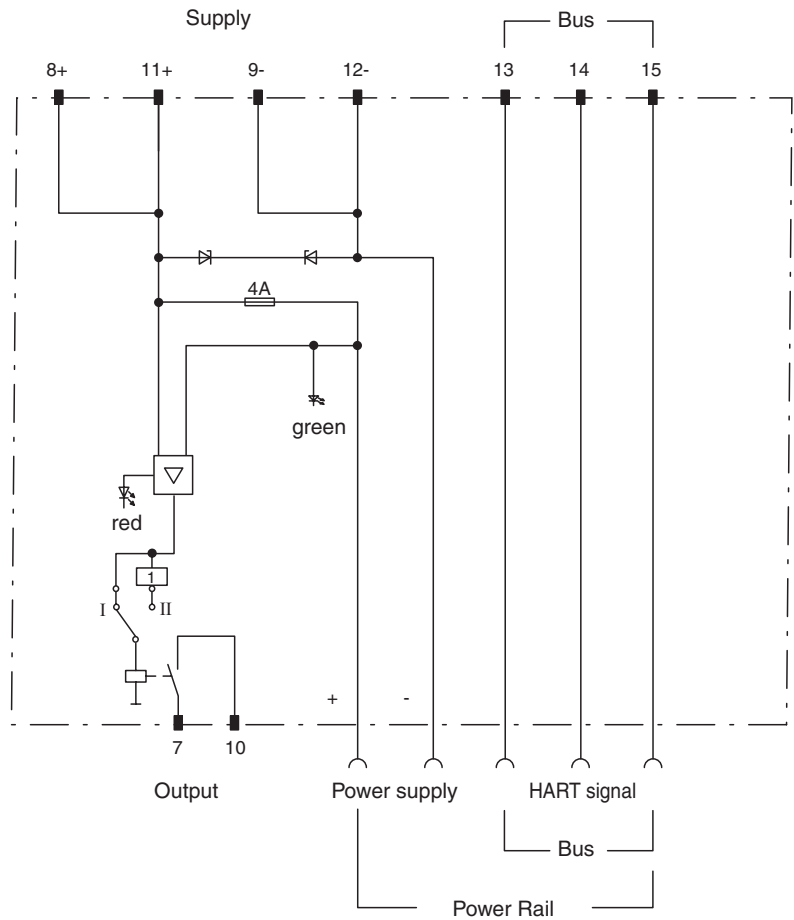 Supply
Bus
8+ 11+ 9- 12- 13 14 15
4A
green
red
1
I II
+ -
7 10
Output Power supply HART signal
Bus
Power Rail